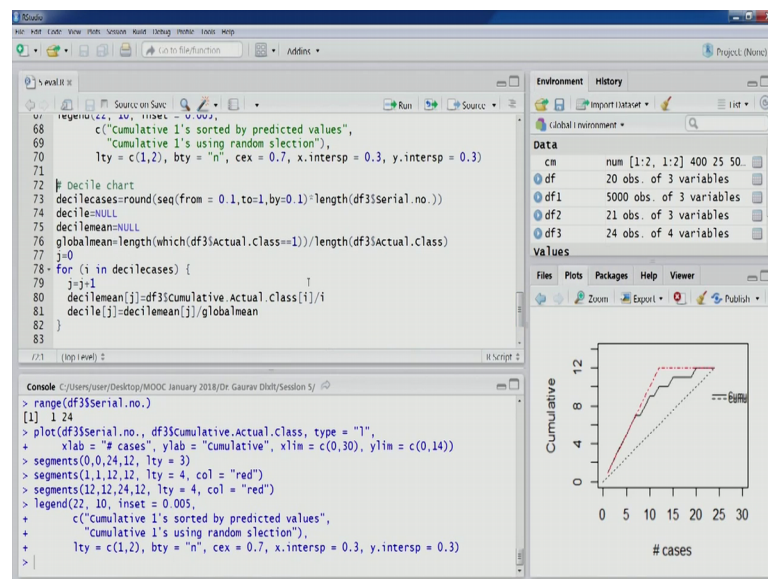 RStudio
File Edit Code View Plots Session Build Debug Profile Tools Help
Go to file/function
Addins
Project: (None)
5 eval.R
Source on Save
Run
Source
67 legend(22, 10, inset = 0.005,
68 c("Cumulative 1's sorted by predicted values",
69 "Cumulative 1's using random slection"),
70 lty = c(1,2), bty = "n", cex = 0.7, x.intersp = 0.3, y.intersp = 0.3)
71
72 # Decile chart
73 decilecases=round(seq(from = 0.1,to=1,by=0.1)*length(df3$Serial.no.))
74 decile=NULL
75 decilemean=NULL
76 globalmean=length(which(df3$Actual.Class==1))/length(df3$Actual.Class)
77 j=0
78 for (i in decilecases) {
79 j=j+1
80 decilemean[j]=df3$Cumulative.Actual.Class[i]/i
81 decile[j]=decilemean[j]/globalmean
82 }
83
72:1 (Top Level) R Script
Console C:/Users/user/Desktop/MOOC January 2018/Dr. Gaurav Dixit/Session 5/
> range(df3$Serial.no.)
[1] 1 24
> plot(df3$Serial.no., df3$Cumulative.Actual.Class, type = "l",
+ xlab = "# cases", ylab = "Cumulative", xlim = c(0,30), ylim = c(0,14))
> segments(0,0,24,12, lty = 3)
> segments(1,1,12,12, lty = 4, col = "red")
> segments(12,12,24,12, lty = 4, col = "red")
> legend(22, 10, inset = 0.005,
+ c("Cumulative 1's sorted by predicted values",
+ "Cumulative 1's using random slection"),
+ lty = c(1,2), bty = "n", cex = 0.7, x.intersp = 0.3, y.intersp = 0.3)
>
Environment History
Import Dataset List
Global Environment
Data
cm num [1:2, 1:2] 400 25 50..
df 20 obs. of 3 variables
df1 5000 obs. of 3 variables
df2 21 obs. of 3 variables
df3 24 obs. of 4 variables
Values
Files Plots Packages Help Viewer
Zoom Export Publish
Cumulative
12
8
4
0
0 5 10 15 20 25 30
# cases